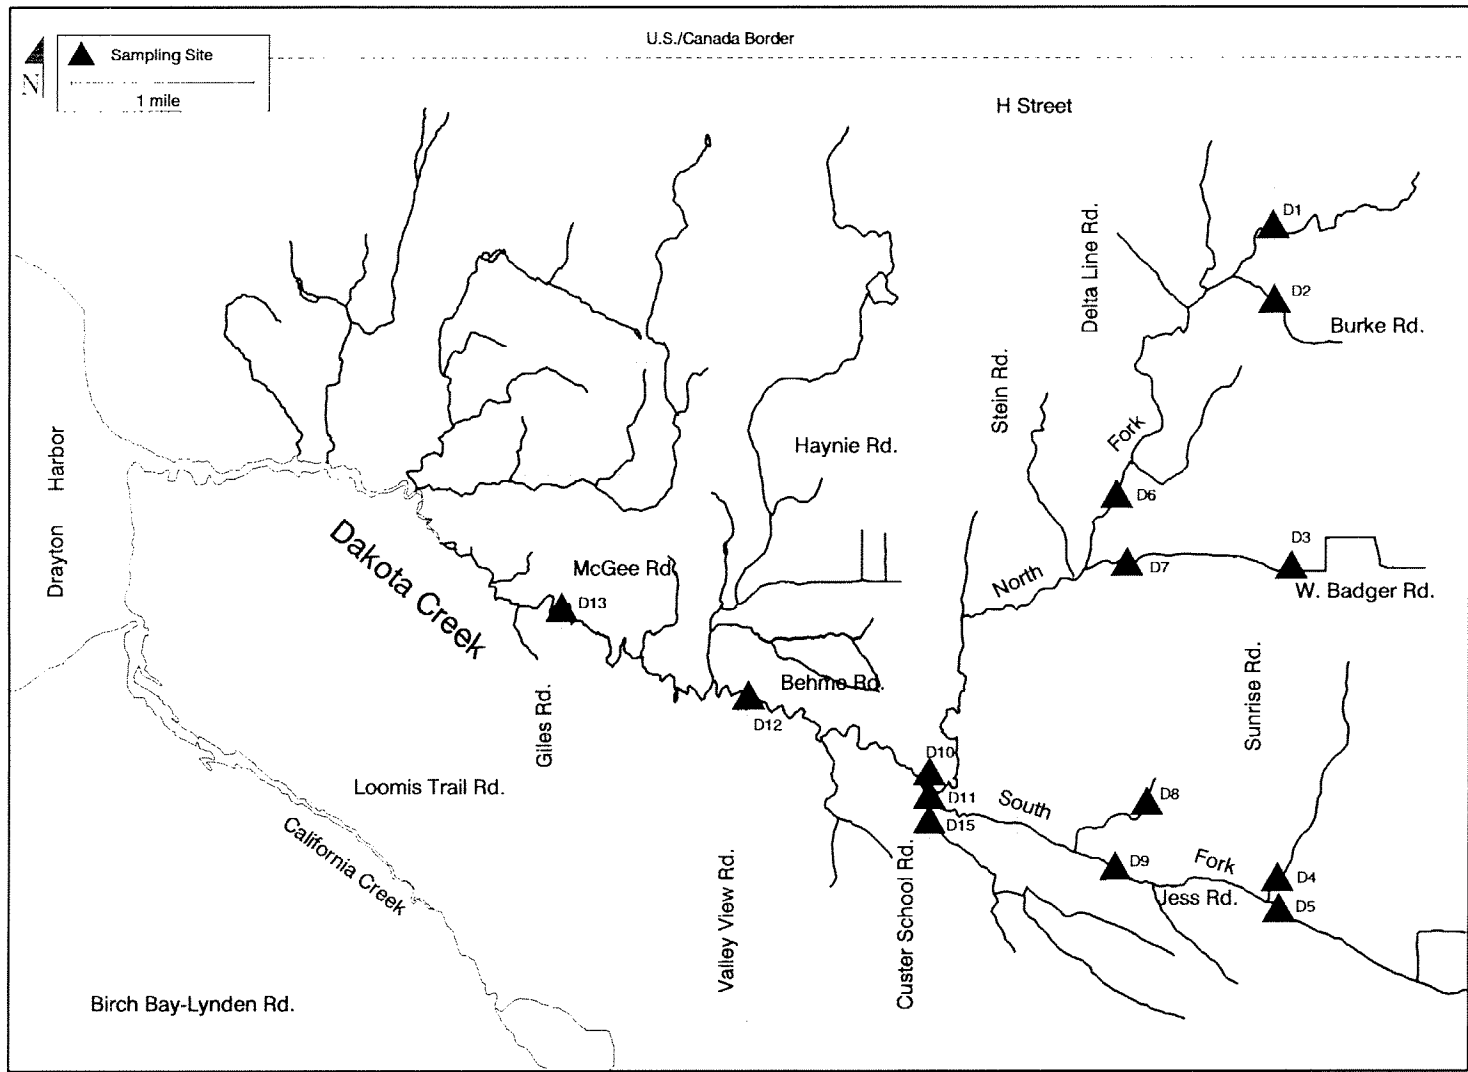 U.S./Canada Border
Sampling Site
N
1 mile
H Street
D1
Delta Line Rd.
D2
Burke Rd.
Stein Rd.
Fork
Haynie Rd.
Drayton Harbor
D6
Dakota Creek
D3
McGee Rd
North
D7
W. Badger Rd.
D13
Sunrise Rd.
Behme Rd.
Giles Rd.
D12
D10
Loomis Trail Rd.
D11
South
D8
D15
California Creek
Valley View Rd.
Custer School Rd.
D9
Fork
D4
Jess Rd.
D5
Birch Bay-Lynden Rd.